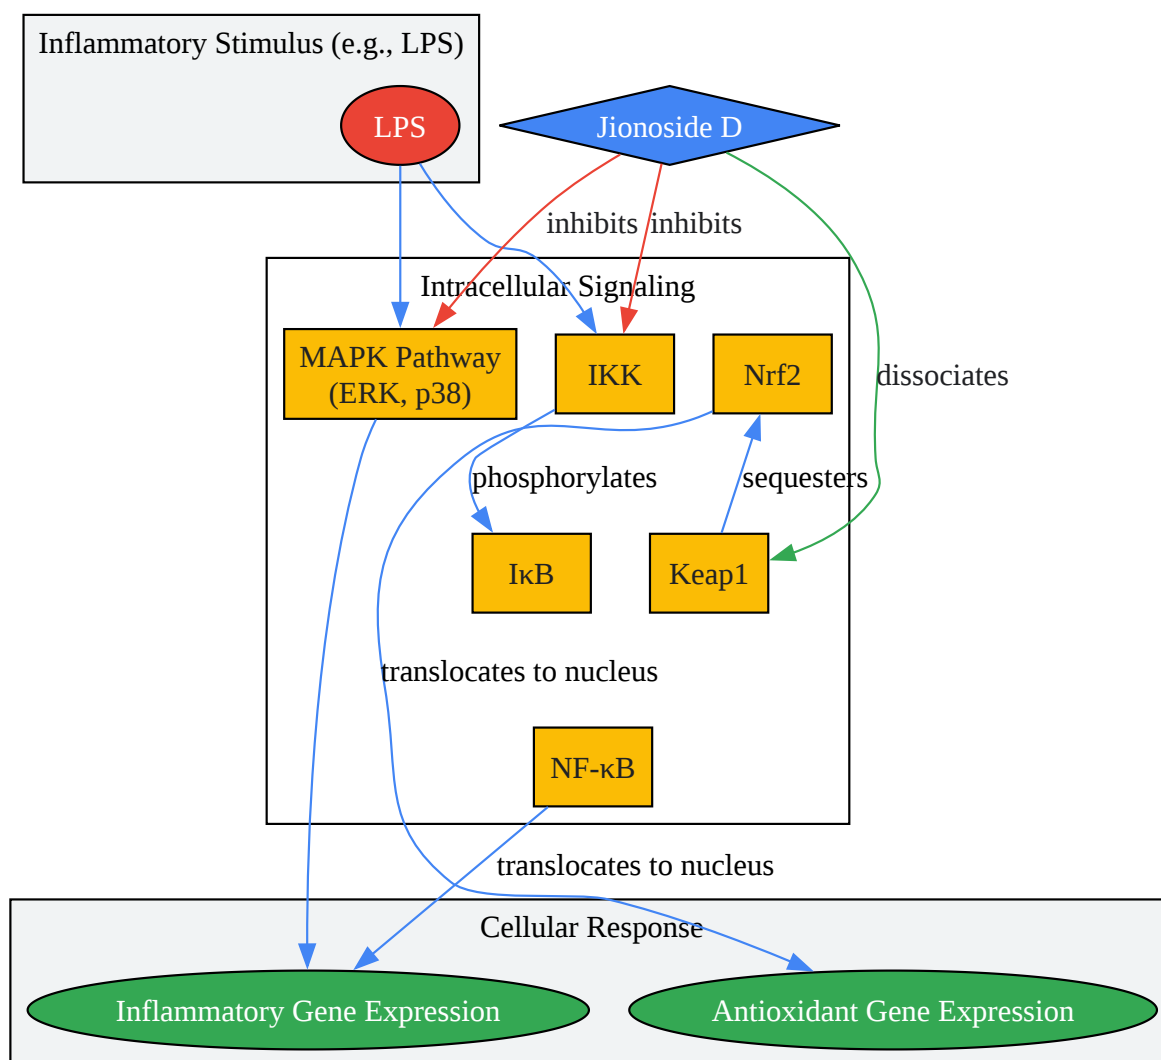 Inflammatory Stimulus (e.g., LPS)
LPS
Jionoside D
inhibits
inhibits
Intracellular Signaling
MAPK Pathway
(ERK, p38)
IKK
Nrf2
dissociates
phosphorylates
sequesters
IκB
Keap1
translocates to nucleus
NF-κB
translocates to nucleus
Cellular Response
Inflammatory Gene Expression
Antioxidant Gene Expression